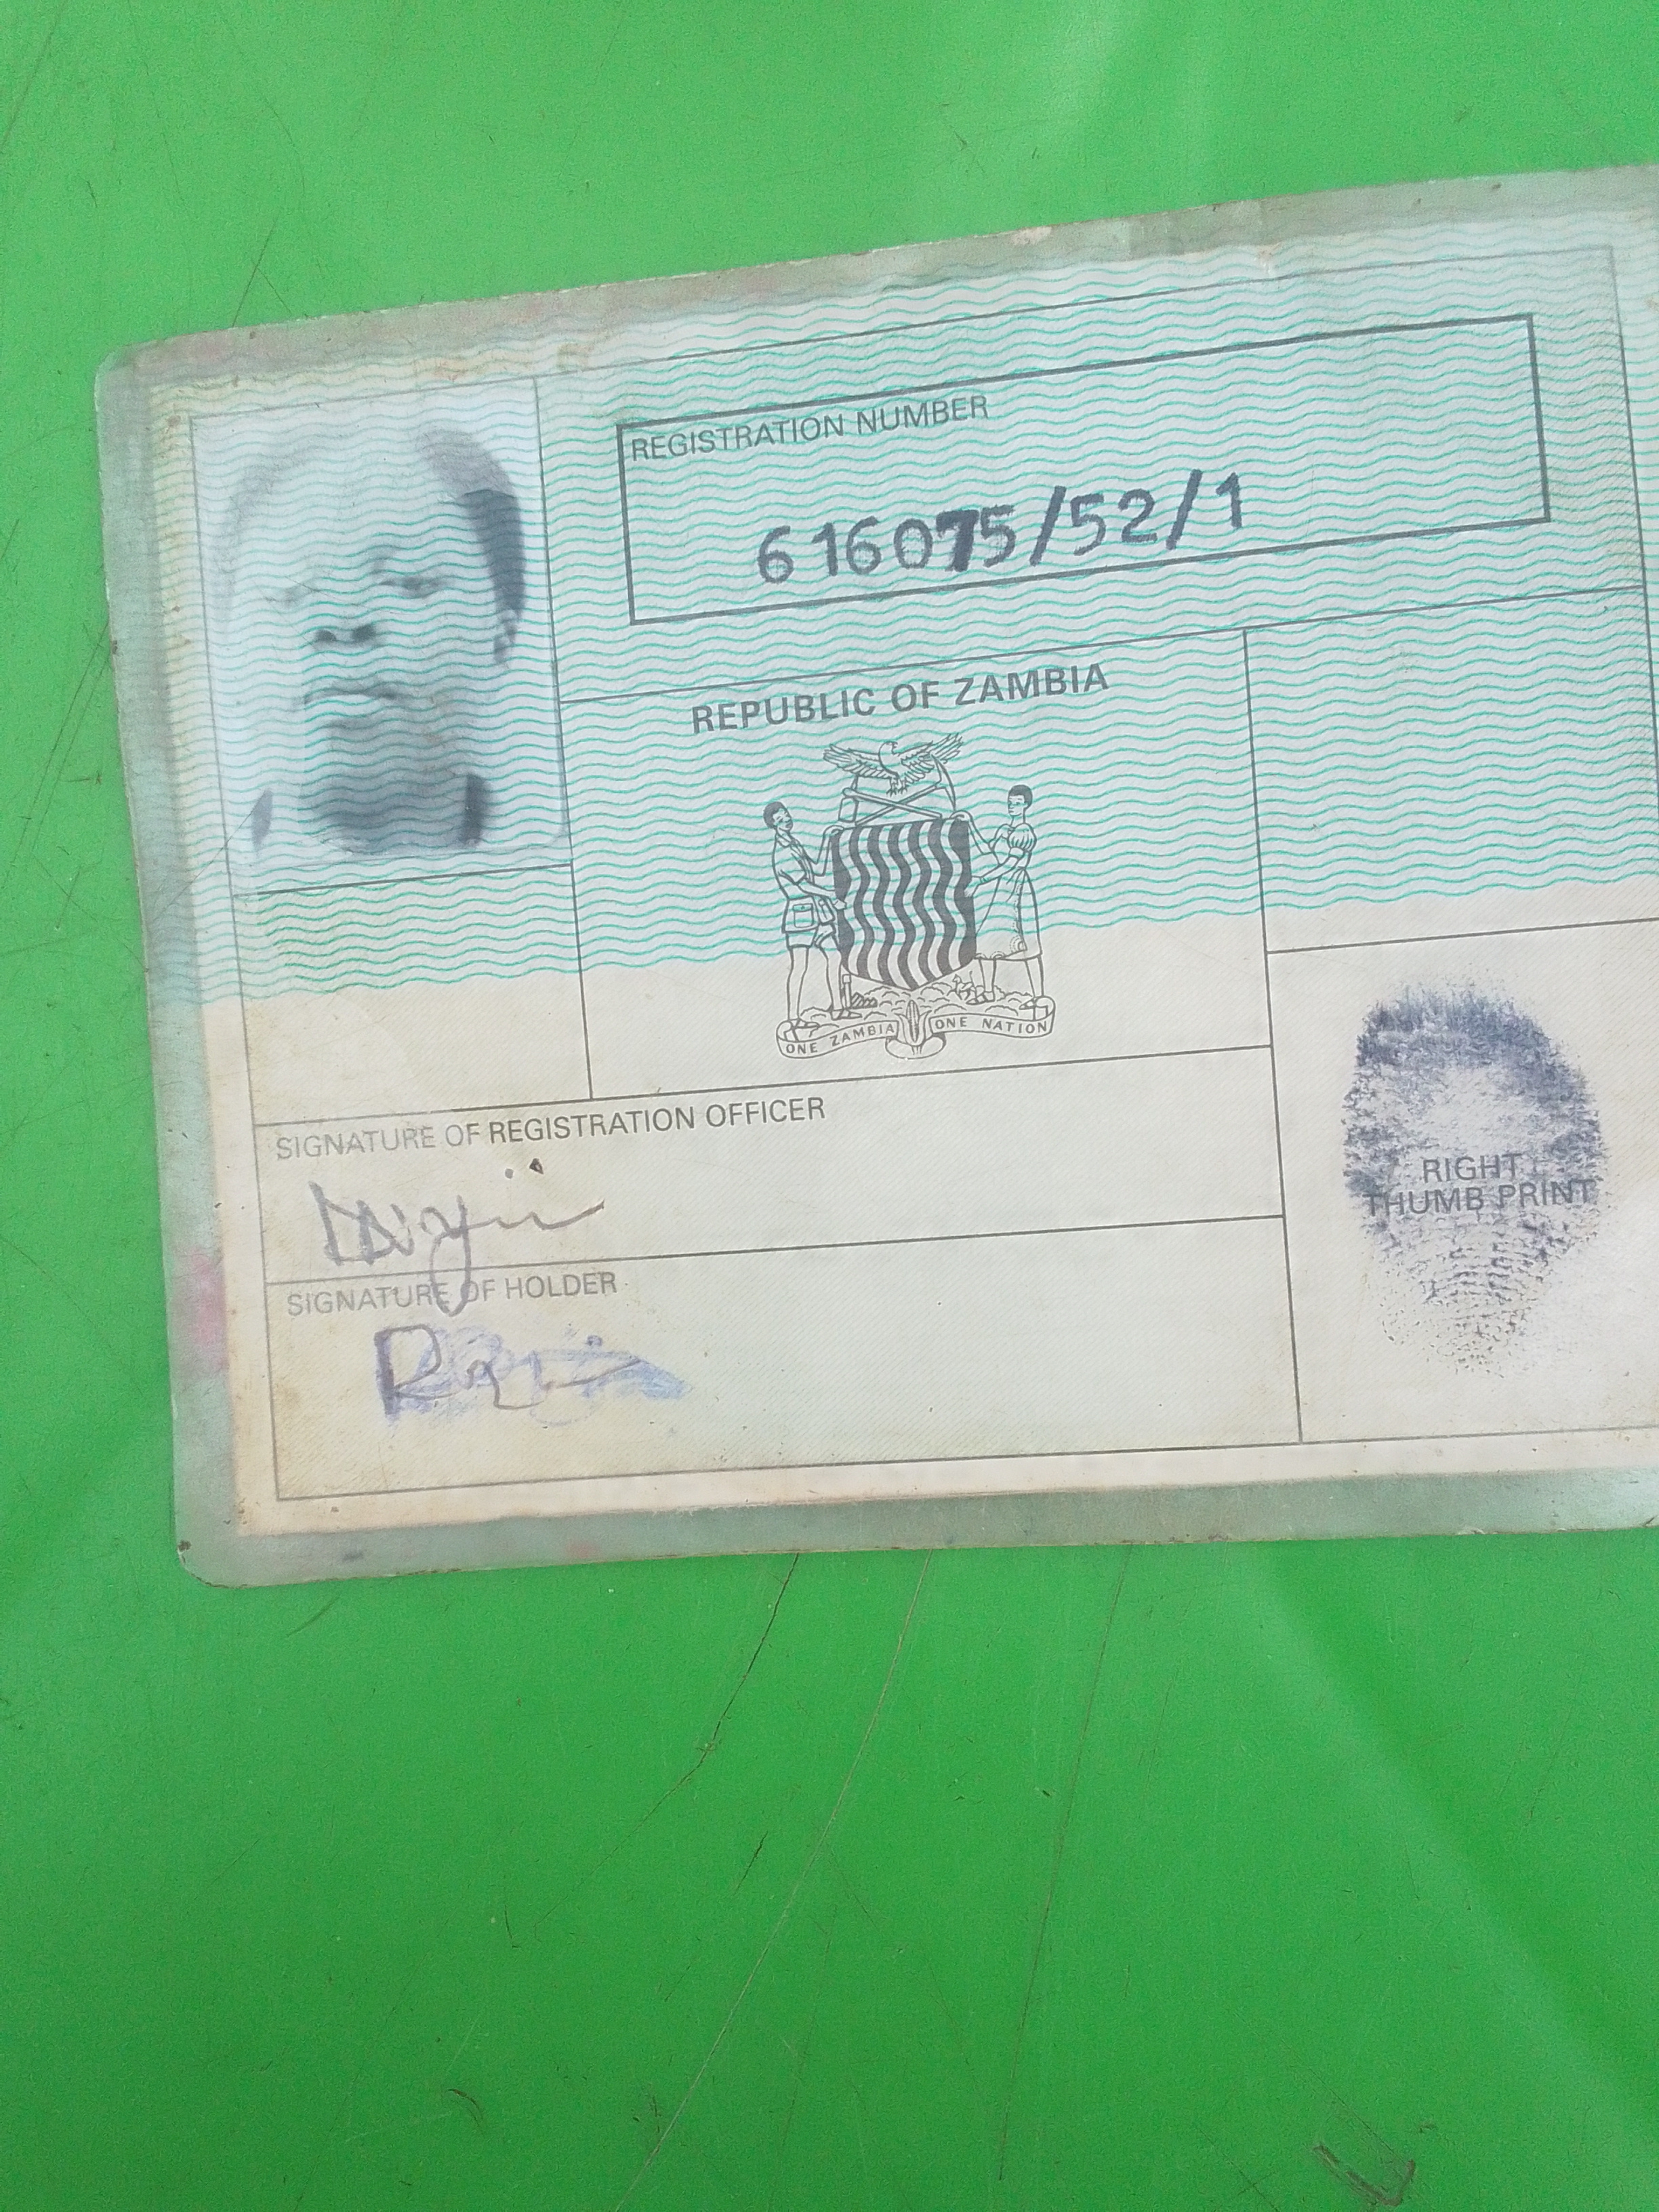 REGISTRATION NUMBER
616075/52/1
REPUBLIC OF ZAMBIA
ONE ZAMBIA ONE NATION
SIGNATURE OF REGISTRATION OFFICER
SIGNATURE OF HOLDER
RIGHT
THUMB PRINT